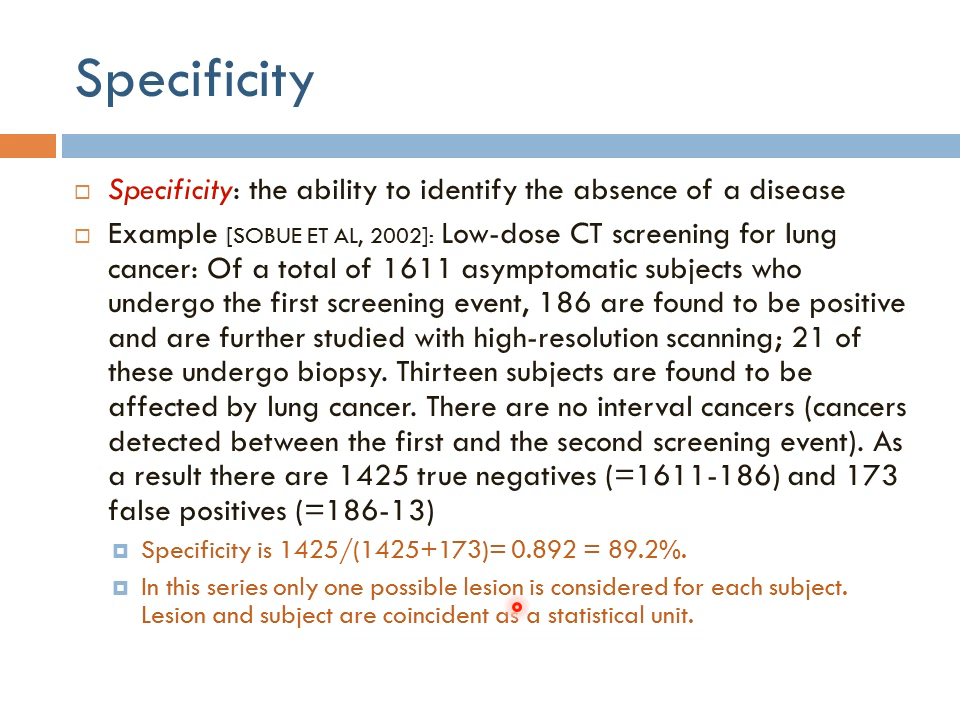 Specificity
Specificity: the ability to identify the absence of a disease
Example [SOBUE ET AL, 2002]: Low-dose CT screening for lung
cancer: Of a total of 1611 asymptomatic subjects who
undergo the first screening event, 186 are found to be positive
and are further studied with high-resolution scanning; 21 of
these undergo biopsy. Thirteen subjects are found to be
affected by lung cancer. There are no interval cancers (cancers
detected between the first and the second screening event). As
a result there are 1425 true negatives (=1611-186) and 173
false positives (=186-13)
Specificity is 1425/(1425+173)= 0.892 = 89.2%.
In this series only one possible lesion is considered for each subject.
Lesion and subject are coincident as a statistical unit.